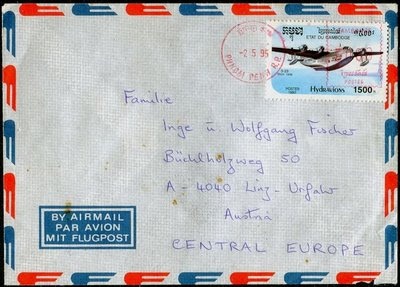 -2.5 95
PHNOM PENH R.P.
ETAT DU CAMBODGE
HYDRAVIONS
POSTES
1500
POSTES
Familie
Inge u. Wolfgang Fischer
Büchlholzweg 50
A - 4040 Linz - Urfahr
Austria
CENTRAL EUROPE
BY AIRMAIL
PAR AVION
MIT FLUGPOST